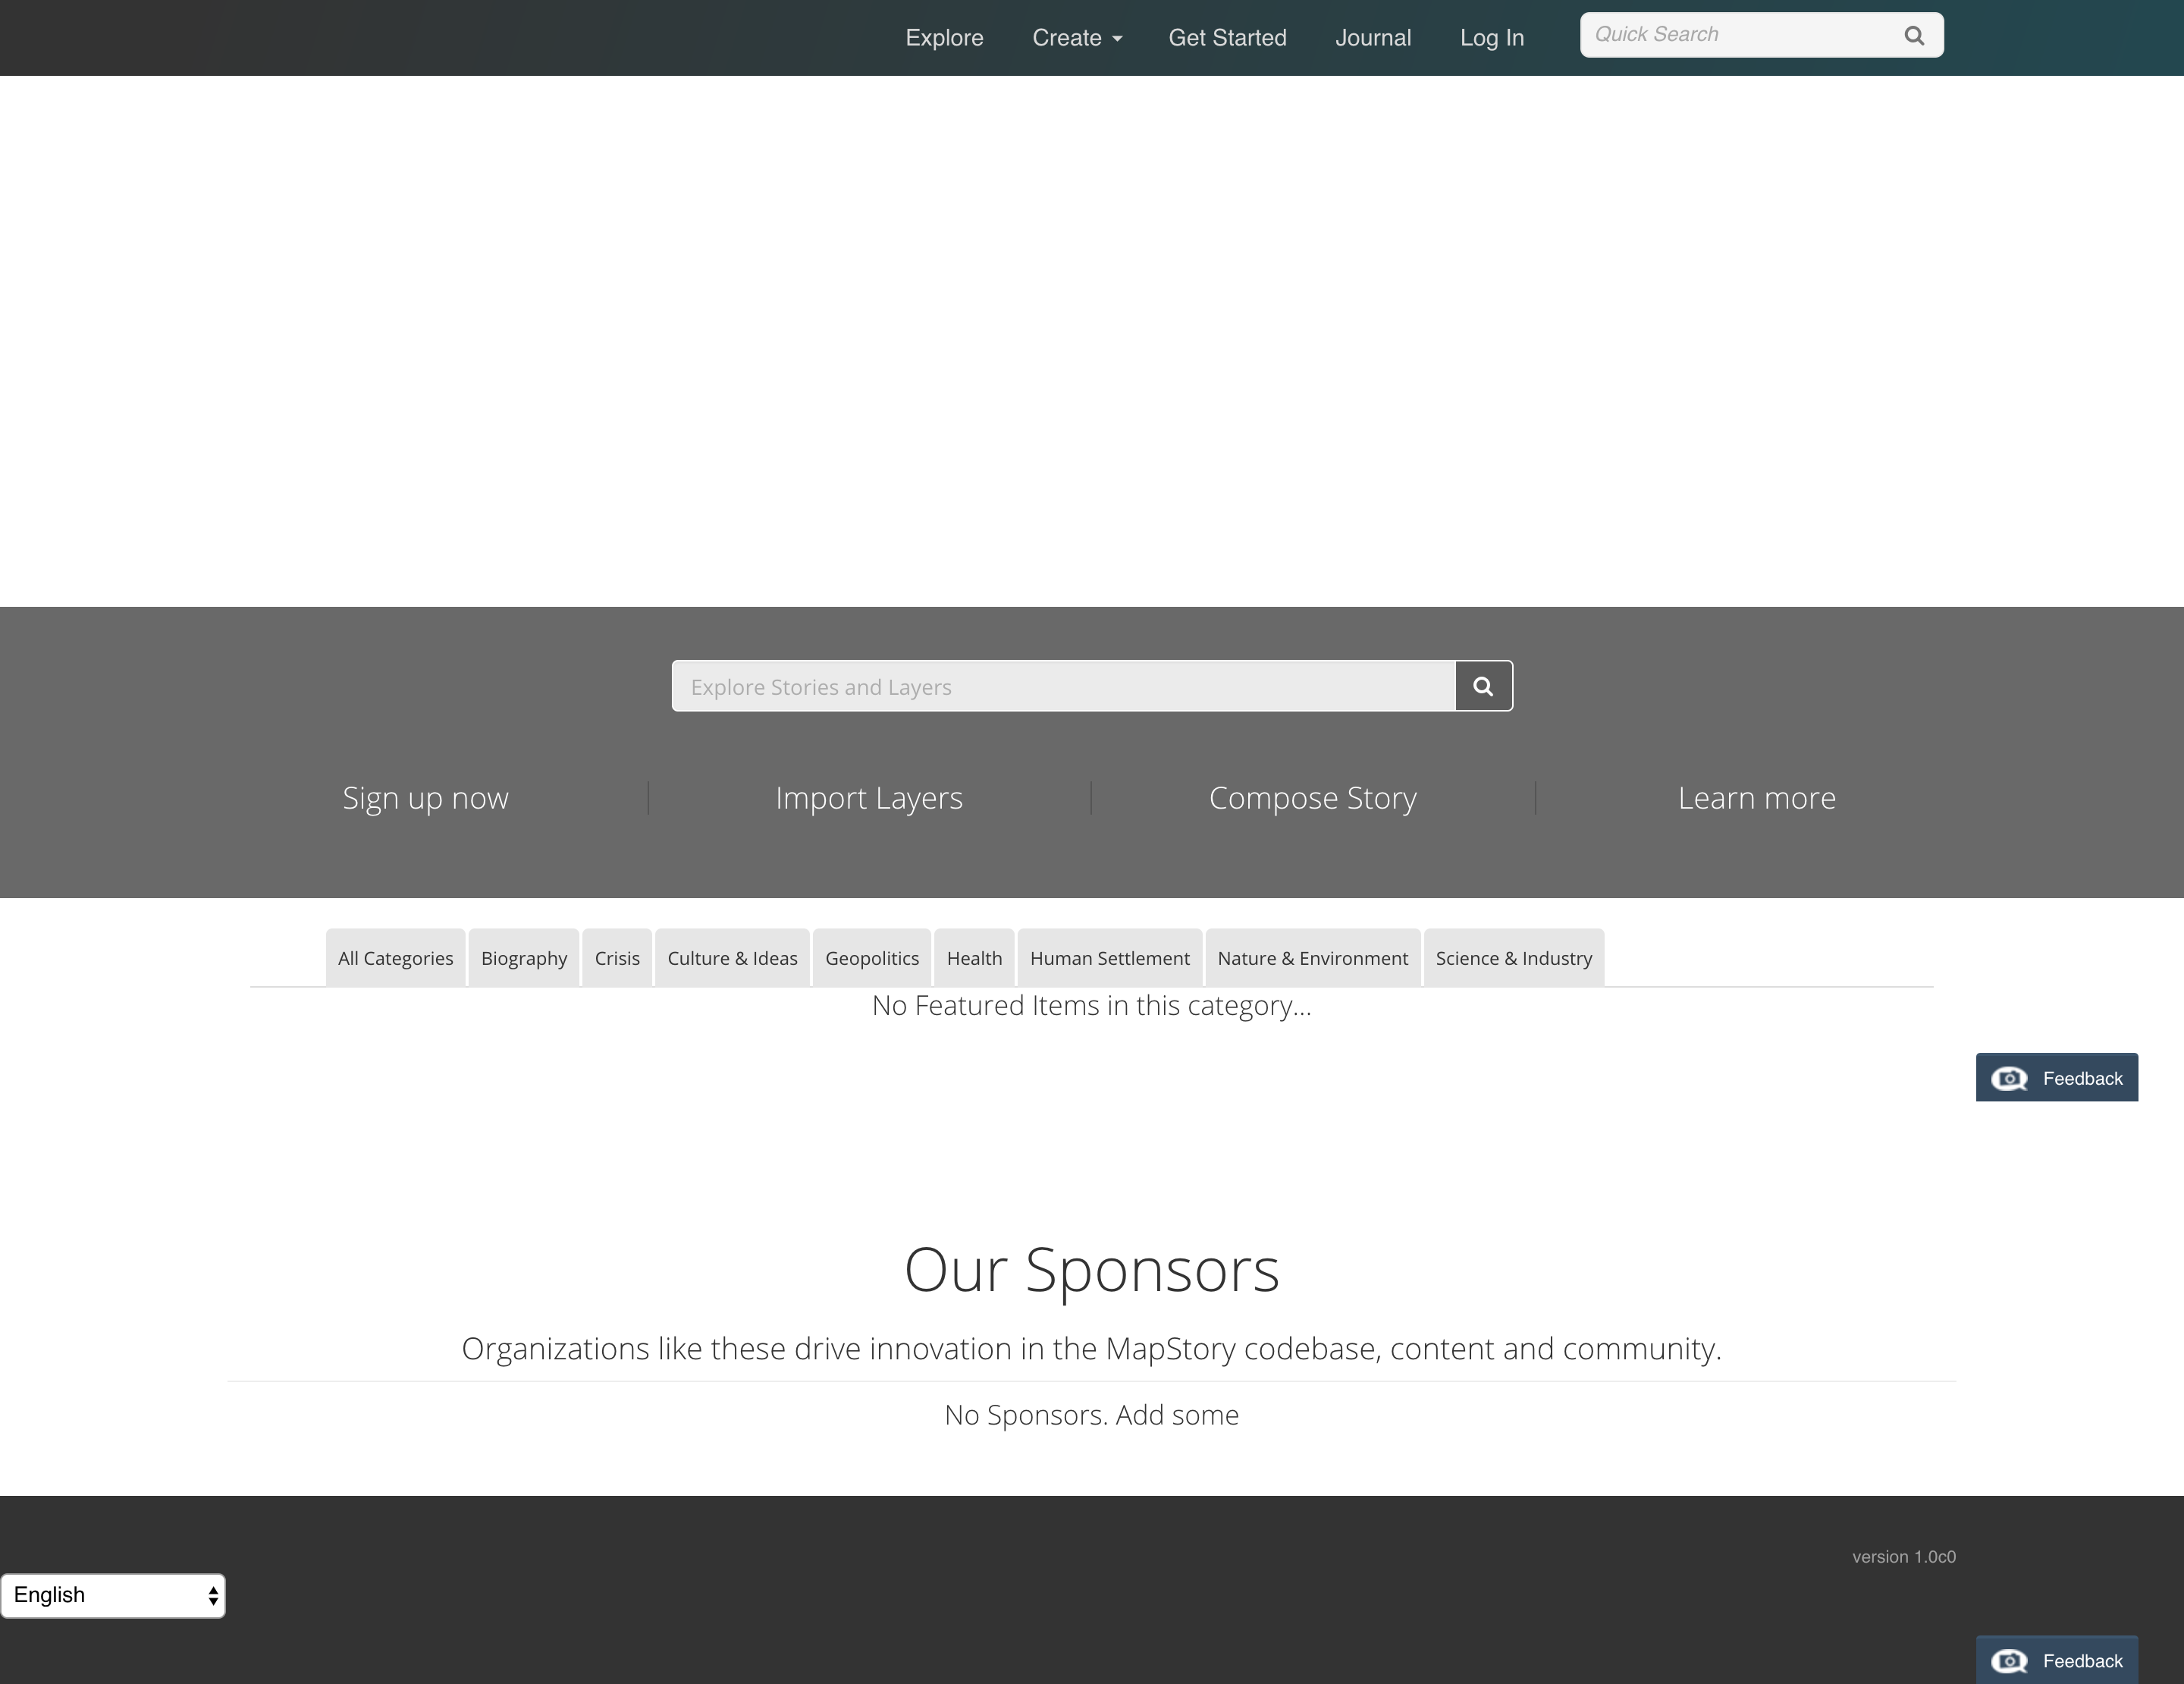 Explore Create Get Started Journal Log In Quick Search
Explore Stories and Layers
Sign up now Import Layers Compose Story Learn more
All Categories Biography Crisis Culture & Ideas Geopolitics Health Human Settlement Nature & Environment Science & Industry
No Featured Items in this category...
Feedback
Our Sponsors
Organizations like these drive innovation in the MapStory codebase, content and community.
No Sponsors. Add some
version 1.0c0
English
Feedback